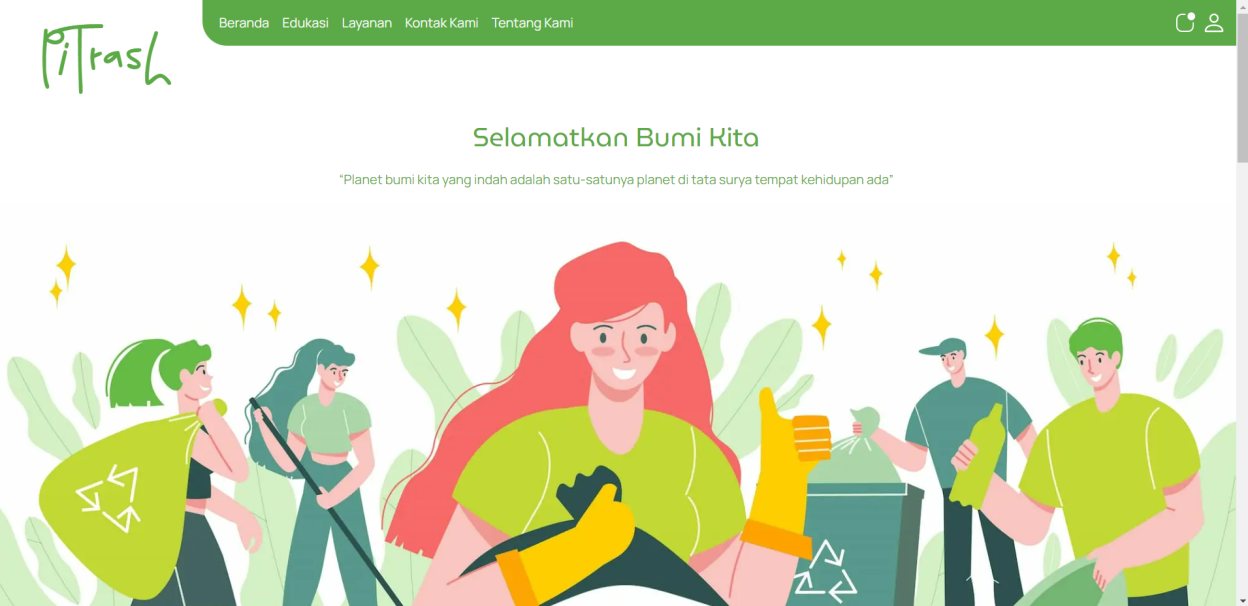 PiTrash
Beranda Edukasi Layanan Kontak Kami Tentang Kami
Selamatkan Bumi Kita
“Planet bumi kita yang indah adalah satu-satunya planet di tata surya tempat kehidupan ada”